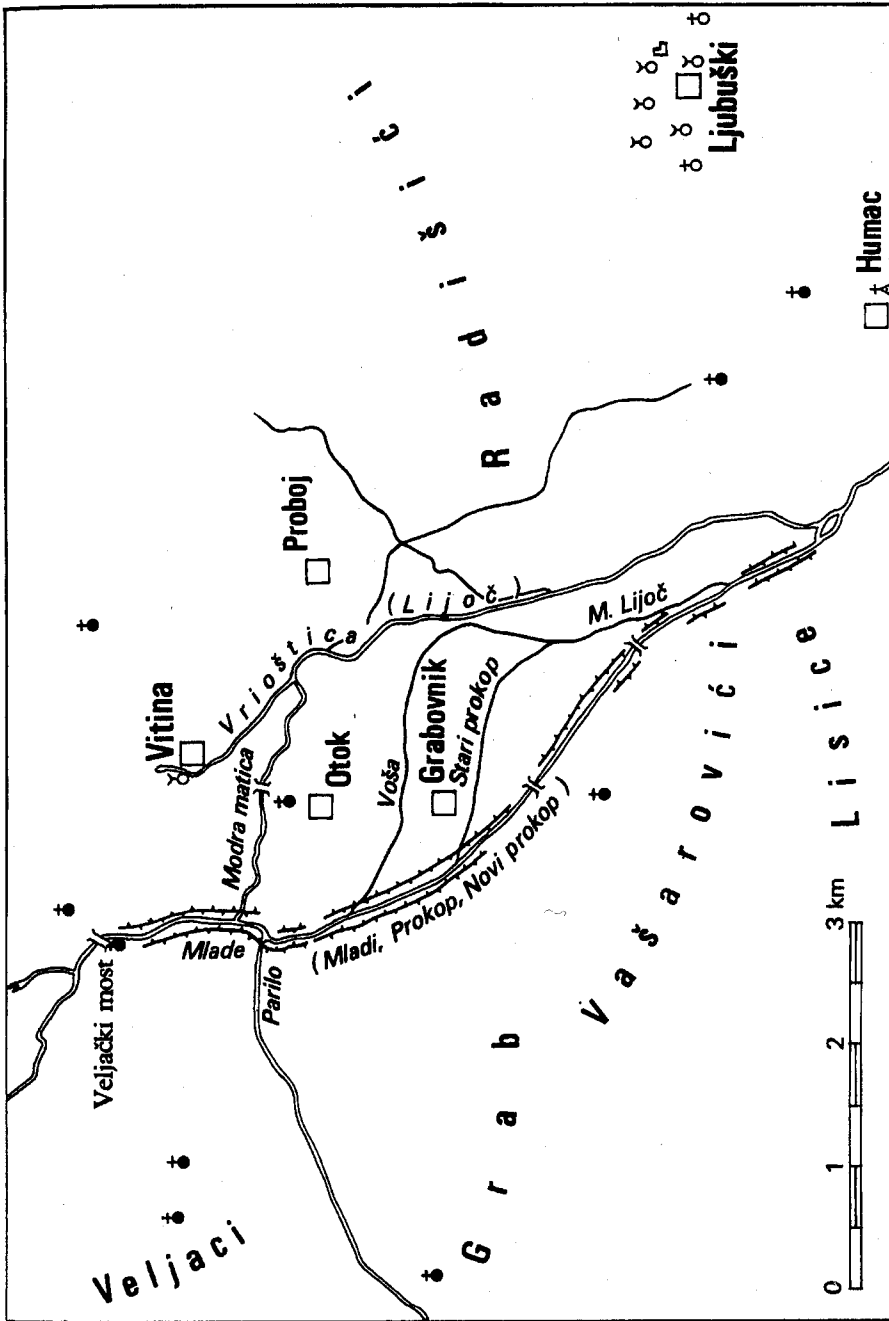 Veljački most
Veljaci
Vitina
Vrioštica
(Lijoč)
Proboj
Modra matica
Otok
Voša
Grabovnik
Stari prokop
M. Lijoč
Mlade
Parilo
(Mladi, Prokop, Novi prokop)
Radišići
Ljubuški
Humac
Grab
Vašarovići
Lisice
0 1 2 3 km